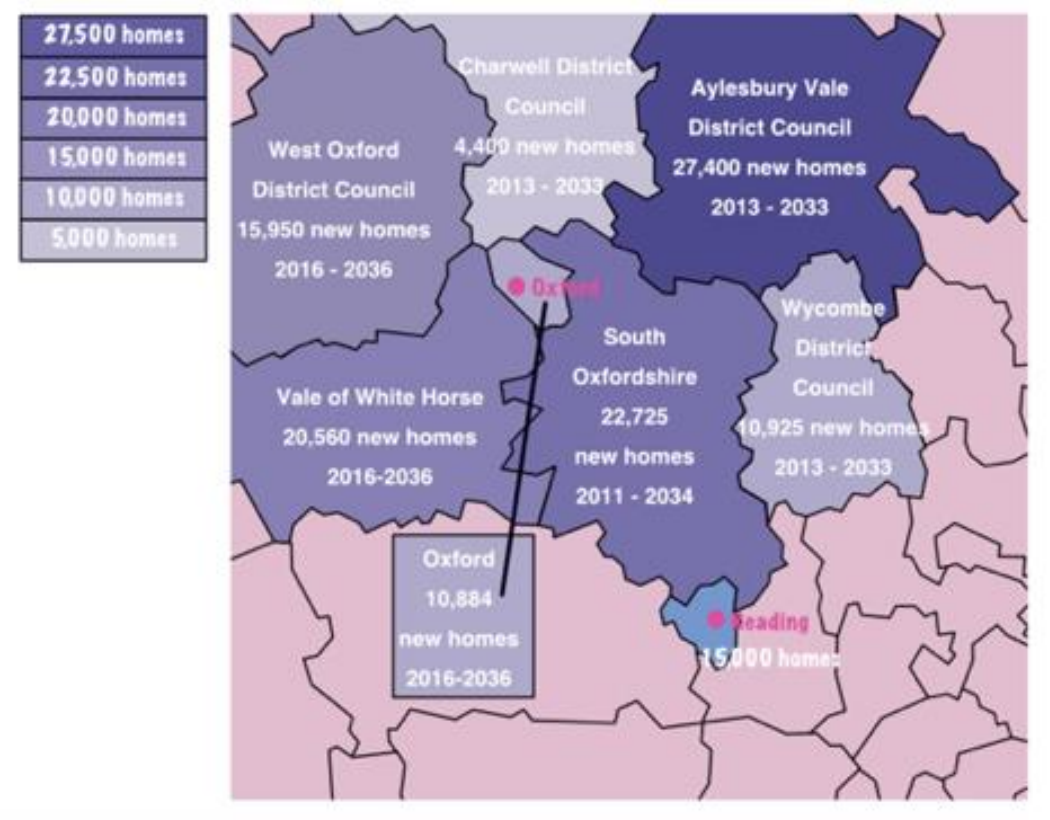 27,500 homes
22,500 homes
20,000 homes
15,000 homes
10,000 homes
5,000 homes
Charwell District
Council
4,400 new homes
2013 - 2033
Aylesbury Vale
District Council
27,400 new homes
2013 - 2033
West Oxford
District Council
15,950 new homes
2016 - 2036
Oxford
Wycombe
District
Council
10,925 new homes
2013 - 2033
South
Oxfordshire
22,725
new homes
2011 - 2034
Vale of White Horse
20,560 new homes
2016-2036
Oxford
10,884
new homes
2016-2036
Reading
15,000 homes